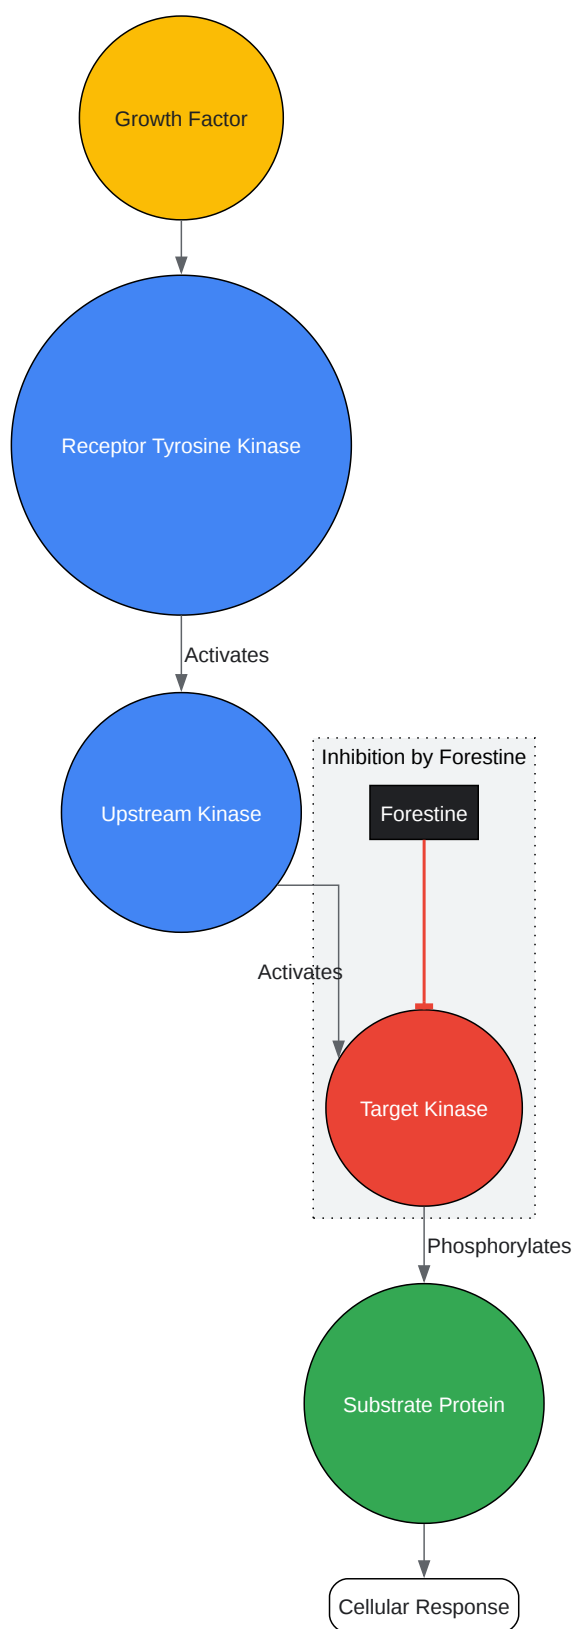 Growth Factor
Receptor Tyrosine Kinase
Activates
Upstream Kinase
Inhibition by Forestine
Forestine
Activates
Target Kinase
Phosphorylates
Substrate Protein
Cellular Response